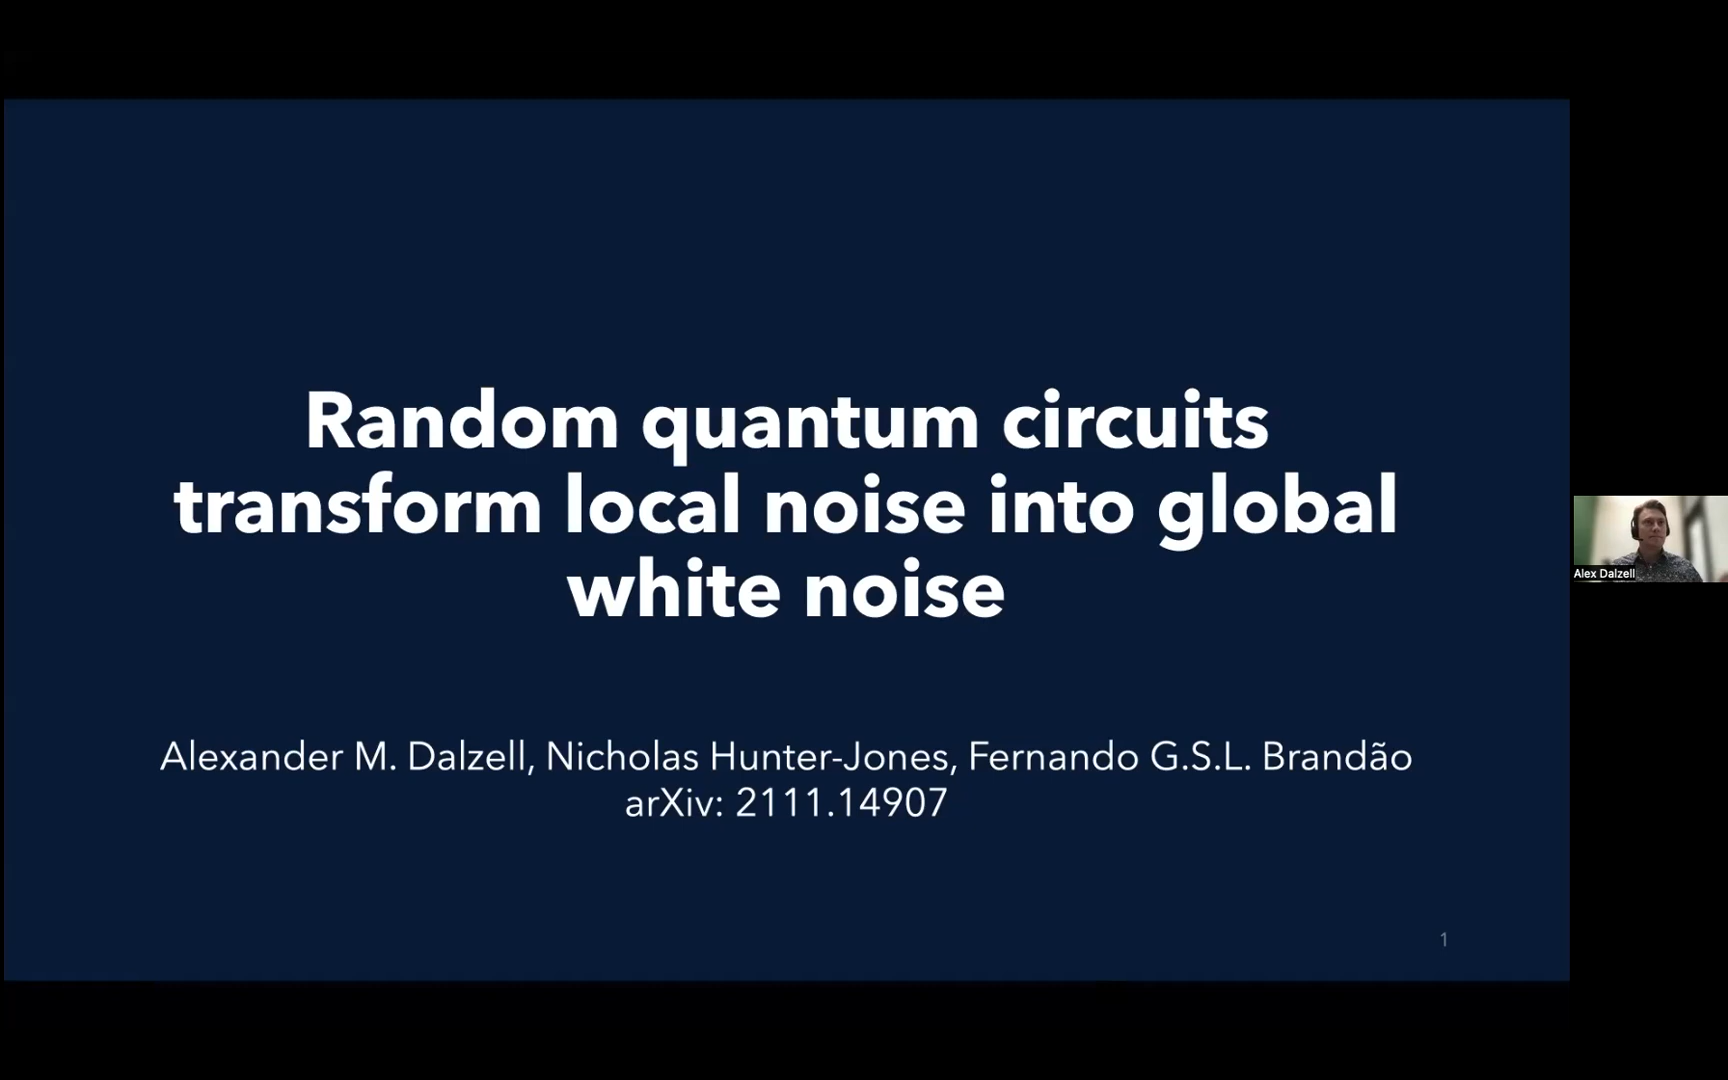 Random quantum circuits
transform local noise into global
white noise
Alexander M. Dalzell, Nicholas Hunter-Jones, Fernando G.S.L. Brandão
arXiv: 2111.14907
1
Alex Dalzell